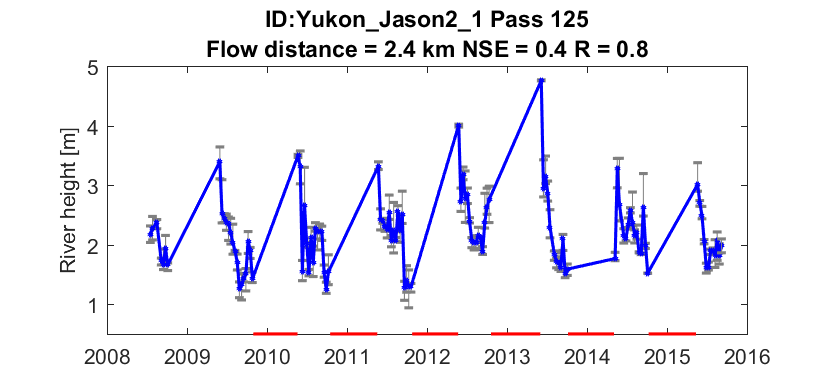 ID:Yukon_Jason2_1 Pass 125
Flow distance = 2.4 km NSE = 0.4 R = 0.8
River height [m]
5
4
3
2
1
2008 2009 2010 2011 2012 2013 2014 2015 2016